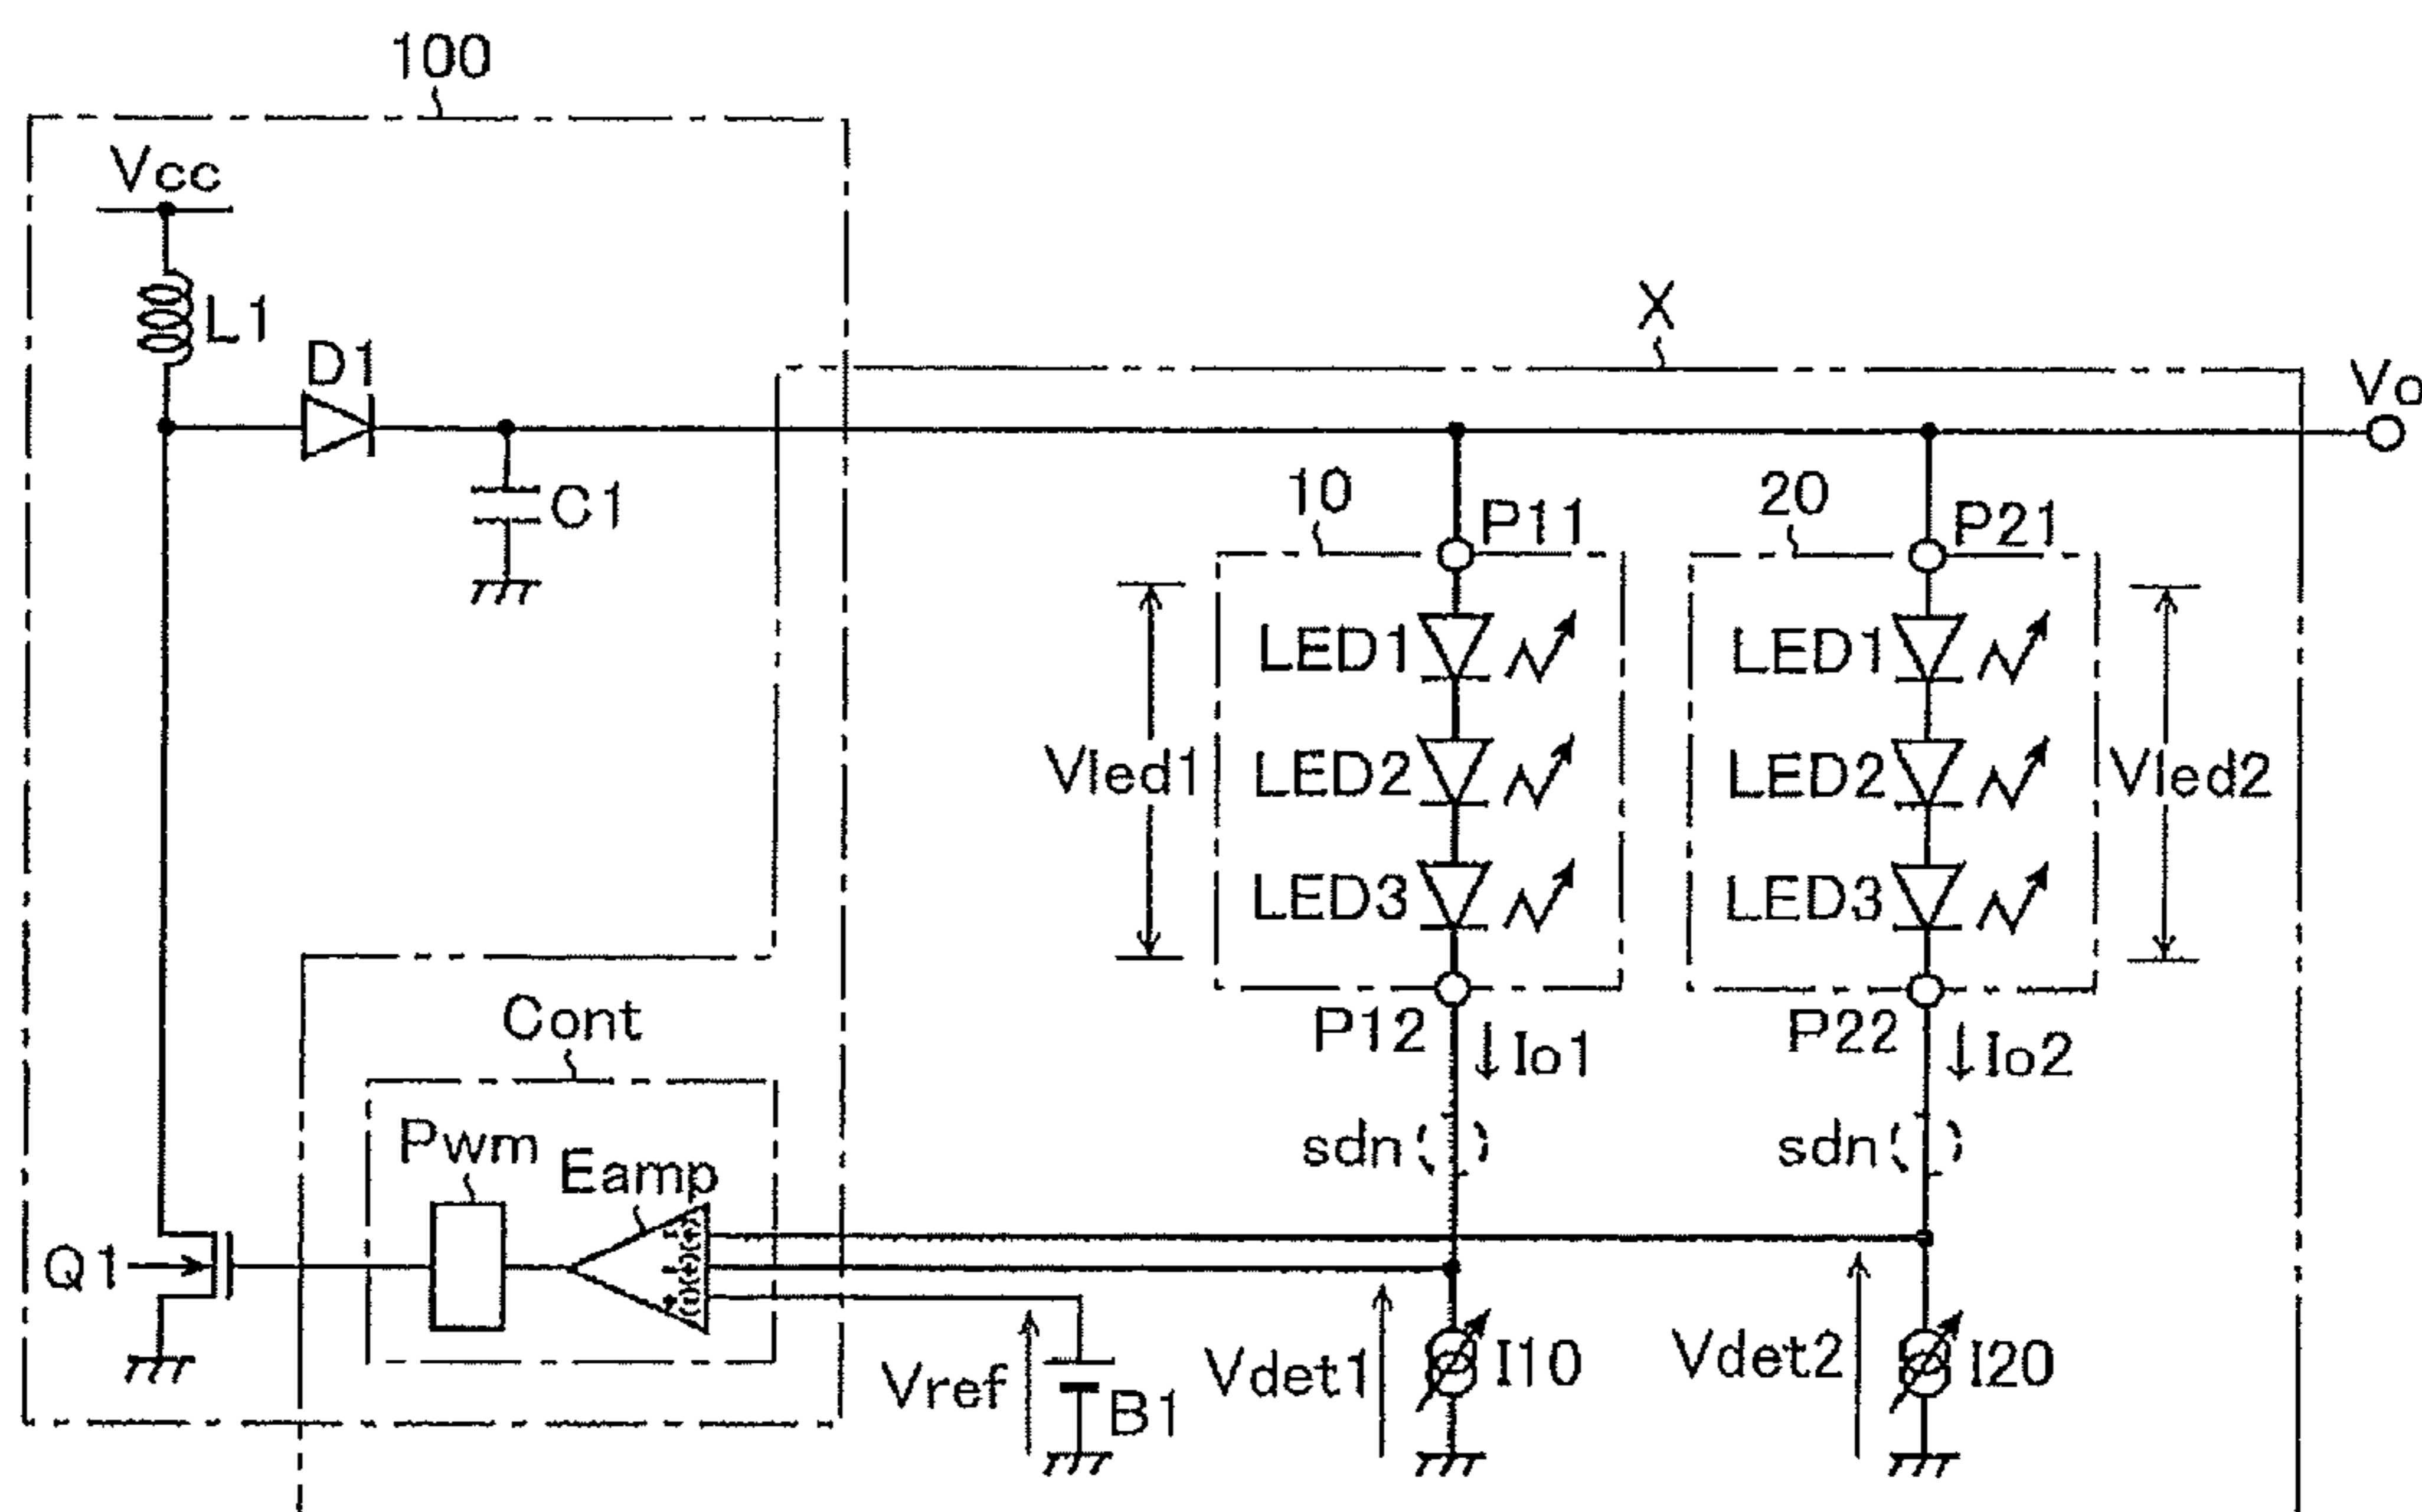 100
Vcc
L1
D1
C1
X
Vo
10
P11
20
P21
LED1
LED2
LED3
Vled1
LED1
LED2
LED3
Vled2
P12
Io1
P22
Io2
sdn
sdn
Cont
Pwm
Eamp
Q1
Vref
B1
Vdet1
I10
Vdet2
I20